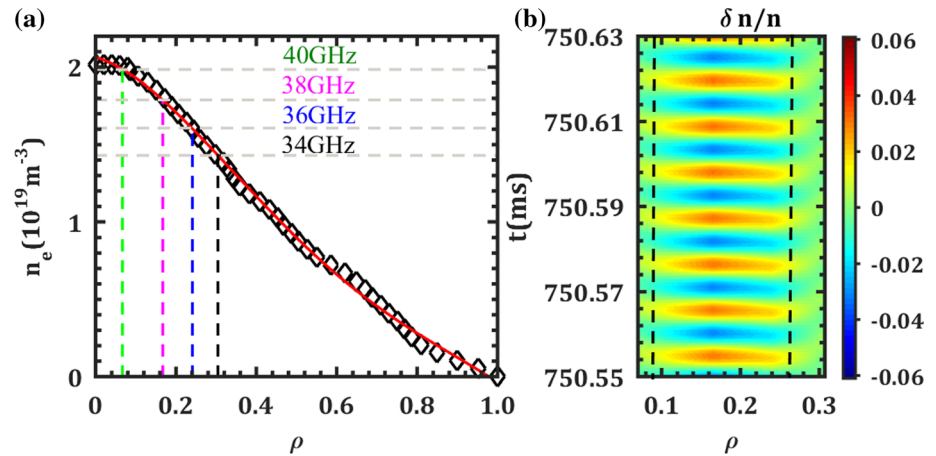 (a)
n_e(10^19 m^-3)
2
1
0
40GHz
38GHz
36GHz
34GHz
0 0.2 0.4 0.6 0.8 1.0
ρ
(b)
δ n/n
t(ms)
750.63
750.61
750.59
750.57
750.55
0.1 0.2 0.3
ρ
0.06
0.04
0.02
0
-0.02
-0.04
-0.06